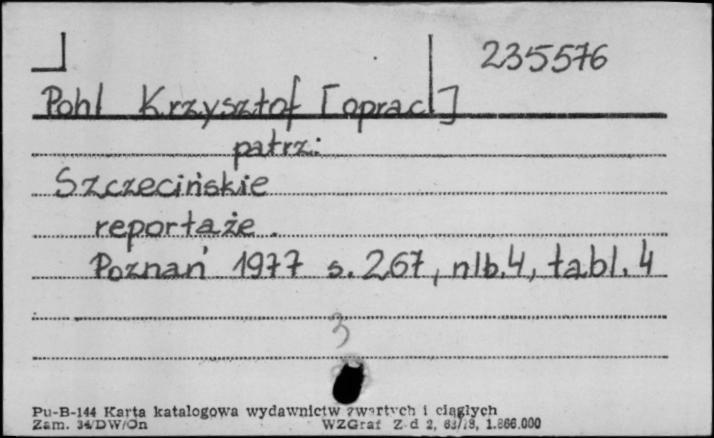 235576
Pohl Krzysztof [oprac]
patrz:
Szczecińskie
reportaże.
Poznań 1977 s. 267, nlb. 4, tabl. 4
3
Pu-B-144 Karta katalogowa wydawnictw zwartych i ciągłych
Zam. 34/DW/On WZGraf Z-d 2, 63/78, 1.866.000